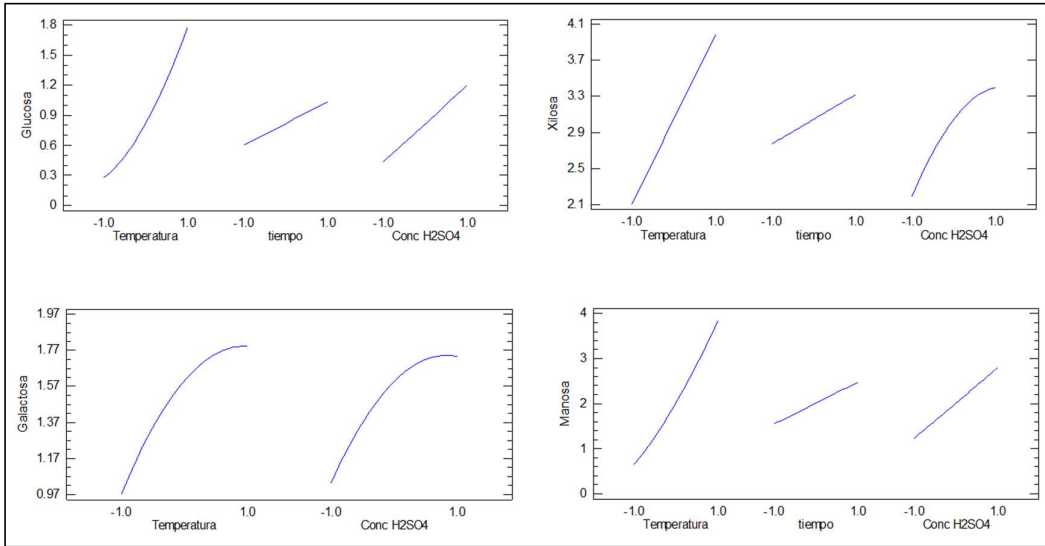 Glucosa
1.8
1.5
1.2
0.9
0.6
0.3
0
-1.0 1.0 -1.0 1.0 -1.0 1.0
Temperatura tiempo Conc H2SO4
Xilosa
4.1
3.7
3.3
2.9
2.5
2.1
-1.0 1.0 -1.0 1.0 -1.0 1.0
Temperatura tiempo Conc H2SO4
Galactosa
1.97
1.77
1.57
1.37
1.17
0.97
-1.0 1.0 -1.0 1.0
Temperatura Conc H2SO4
Manosa
4
3
2
1
0
-1.0 1.0 -1.0 1.0 -1.0 1.0
Temperatura tiempo Conc H2SO4